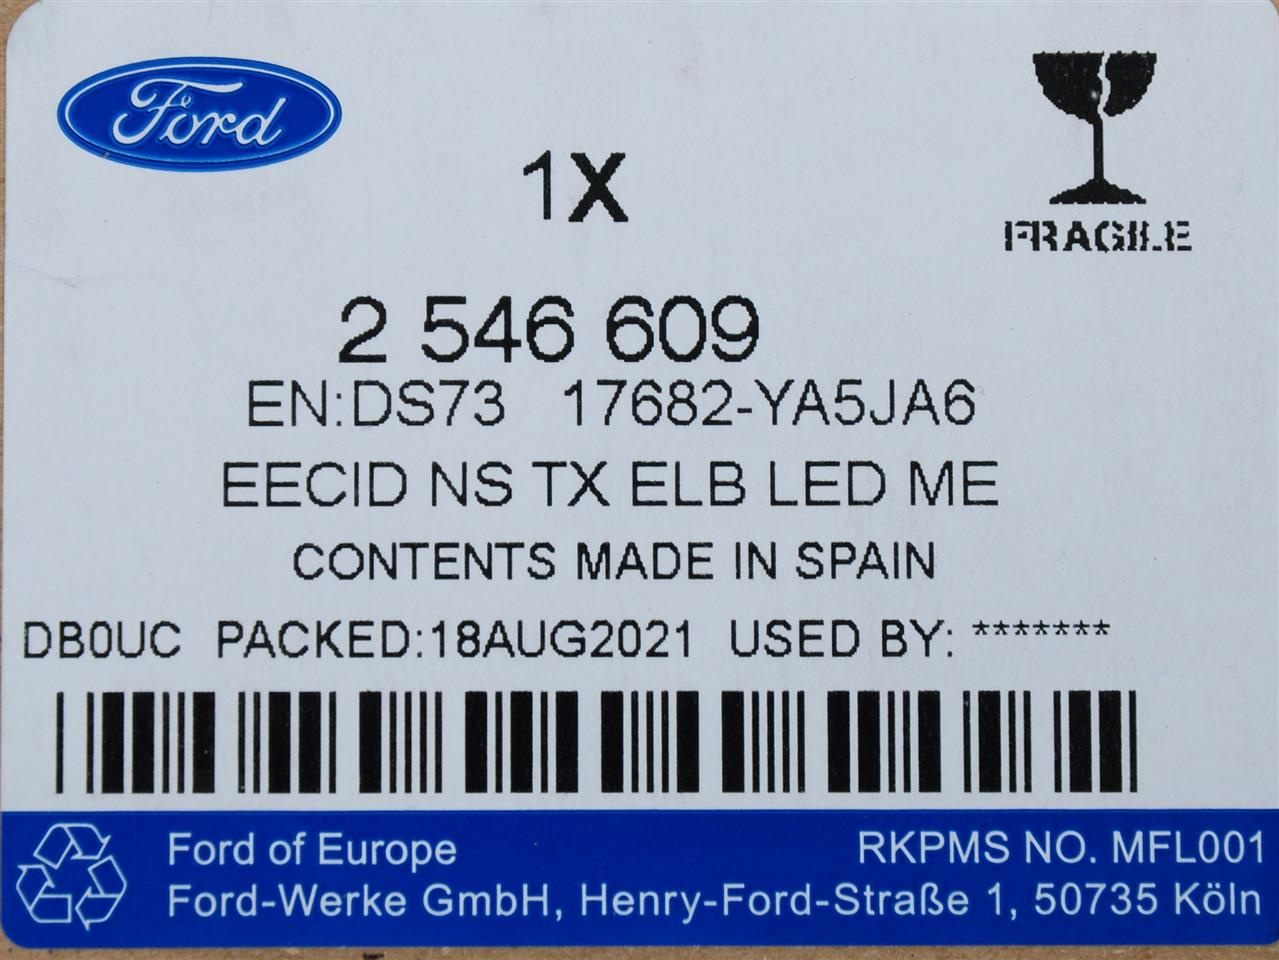 Ford
1X
FRAGILE
2 546 609
EN:DS73 17682-YA5JA6
EECID NS TX ELB LED ME
CONTENTS MADE IN SPAIN
DB0UC PACKED:18AUG2021 USED BY: *******
Ford of Europe
RKPMS NO. MFL001
Ford-Werke GmbH, Henry-Ford-Straße 1, 50735 Köln